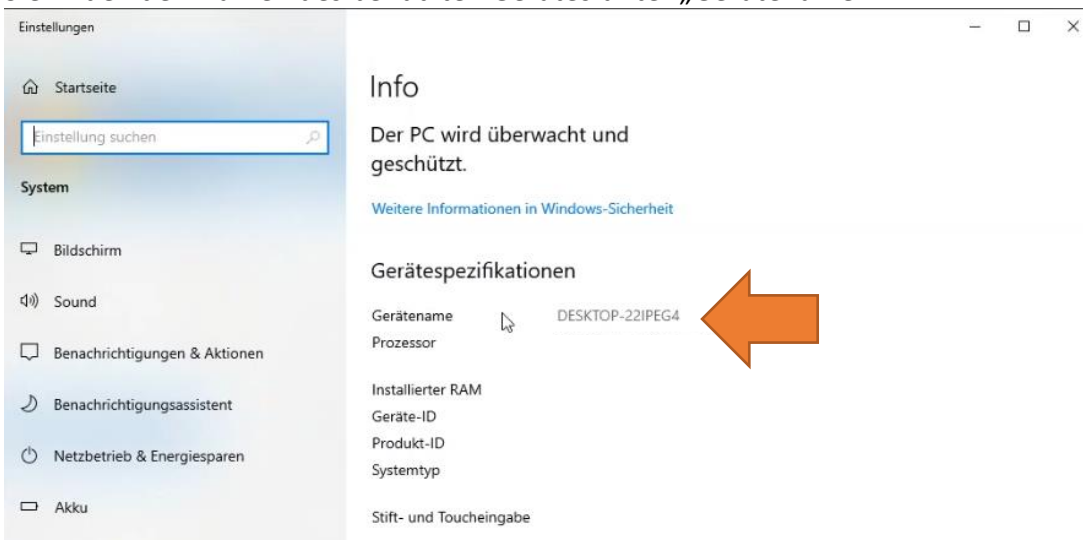 Einstellungen
Startseite
Einstellung suchen
System
Bildschirm
Sound
Benachrichtigungen & Aktionen
Benachrichtigungsassistent
Netzbetrieb & Energiesparen
Akku
Info
Der PC wird überwacht und
geschützt.
Weitere Informationen in Windows-Sicherheit
Gerätespezifikationen
Gerätename DESKTOP-22IPEG4
Prozessor
Installierter RAM
Geräte-ID
Produkt-ID
Systemtyp
Stift- und Toucheingabe